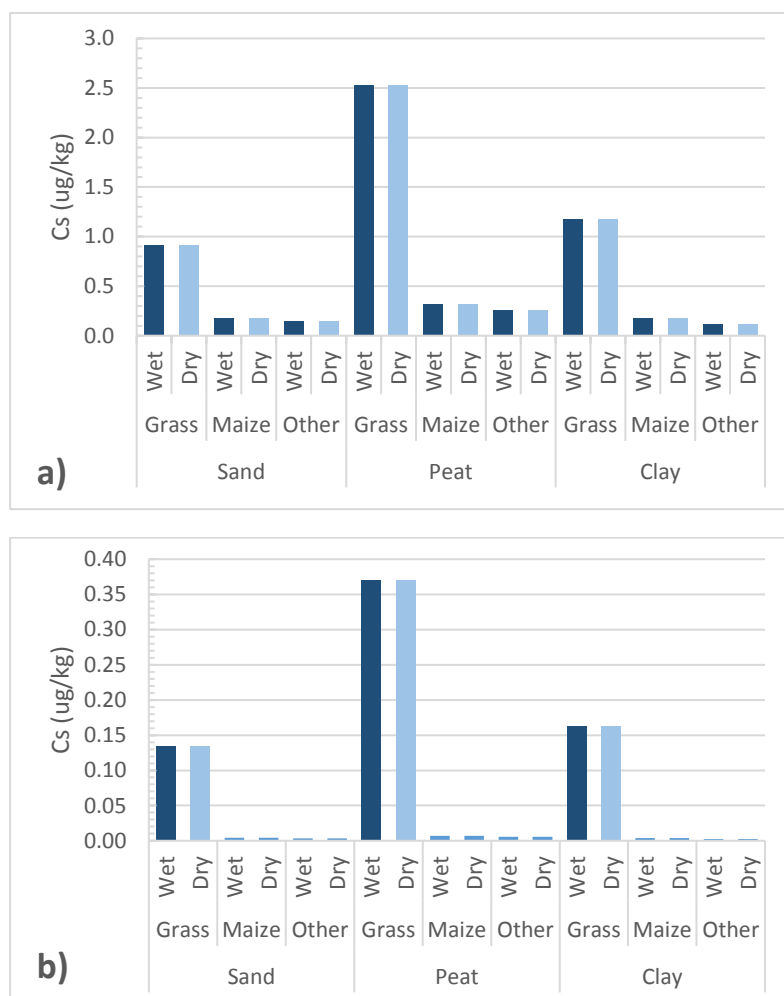 3.0
2.5
2.0
1.5
1.0
0.5
0.0
Cs (ug/kg)
Wet Dry Wet Dry Wet Dry Wet Dry Wet Dry Wet Dry Wet Dry Wet Dry Wet Dry
Grass Maize Other Grass Maize Other Grass Maize Other
Sand Peat Clay
a)
0.40
0.35
0.30
0.25
0.20
0.15
0.10
0.05
0.00
Cs (ug/kg)
Wet Dry Wet Dry Wet Dry Wet Dry Wet Dry Wet Dry Wet Dry Wet Dry Wet Dry
Grass Maize Other Grass Maize Other Grass Maize Other
Sand Peat Clay
b)